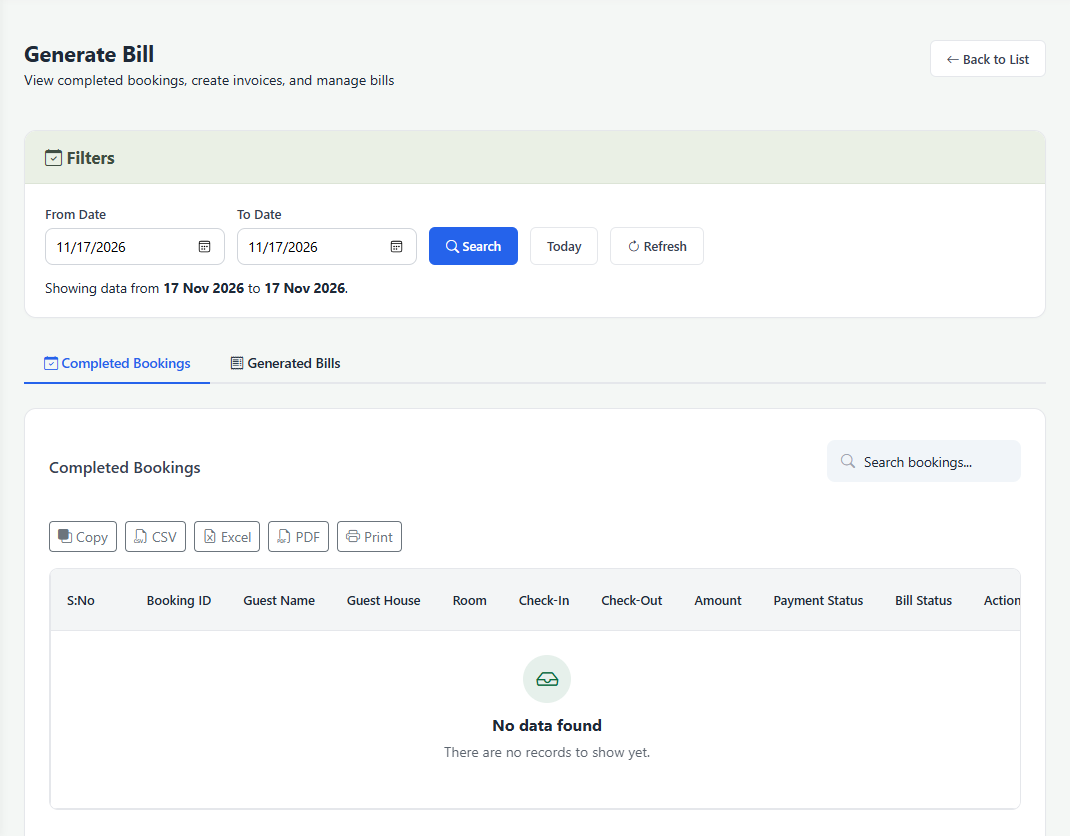 Generate Bill
View completed bookings, create invoices, and manage bills
← Back to List
Filters
From Date
To Date
11/17/2026
11/17/2026
Search
Today
Refresh
Showing data from 17 Nov 2026 to 17 Nov 2026.
Completed Bookings
Generated Bills
Completed Bookings
Search bookings...
Copy
CSV
Excel
PDF
Print
S:No Booking ID Guest Name Guest House Room Check-In Check-Out Amount Payment Status Bill Status Action
No data found
There are no records to show yet.